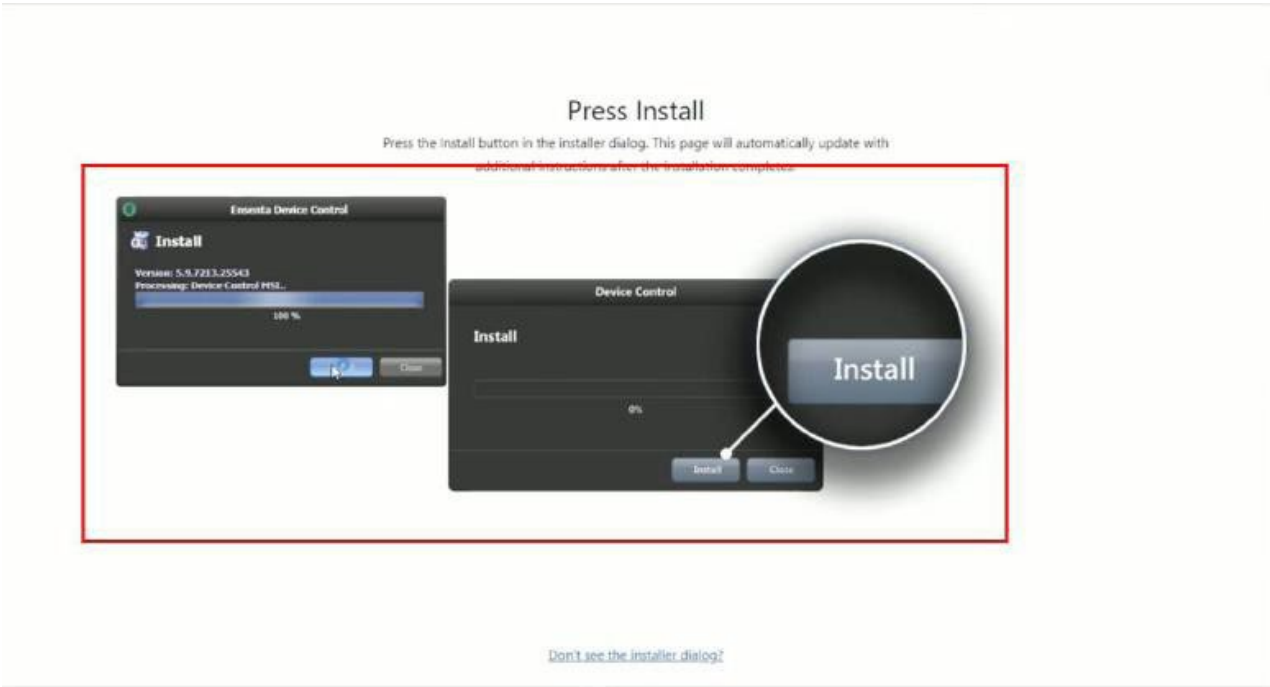 Press Install
Press the Install button in the installer dialog. This page will automatically update with
additional instructions after the installation completes.
Ensenta Device Control
Install
Version: 5.9.7213.25543
Processing: Device Control MSI...
100 %
Close
Device Control
Install
0%
Install
Close
Install
Don't see the installer dialog?